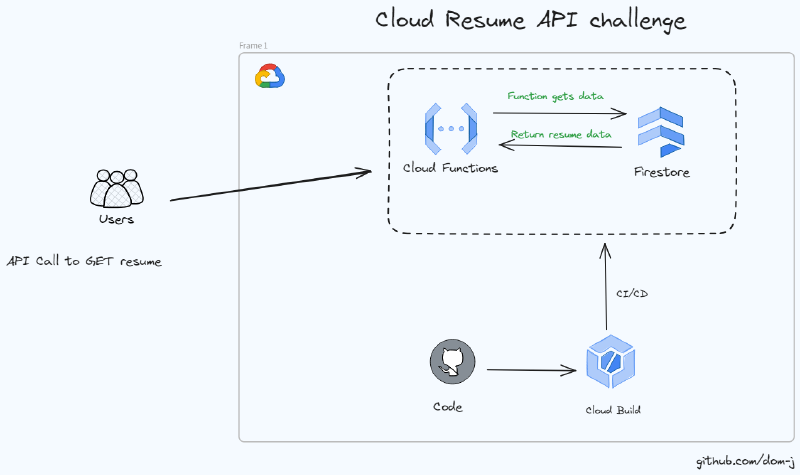 Cloud Resume API challenge
Frame 1
Function gets data
Return resume data
Cloud Functions
Firestore
Users
API Call to GET resume
CI/CD
Code
Cloud Build
github.com/dom-j